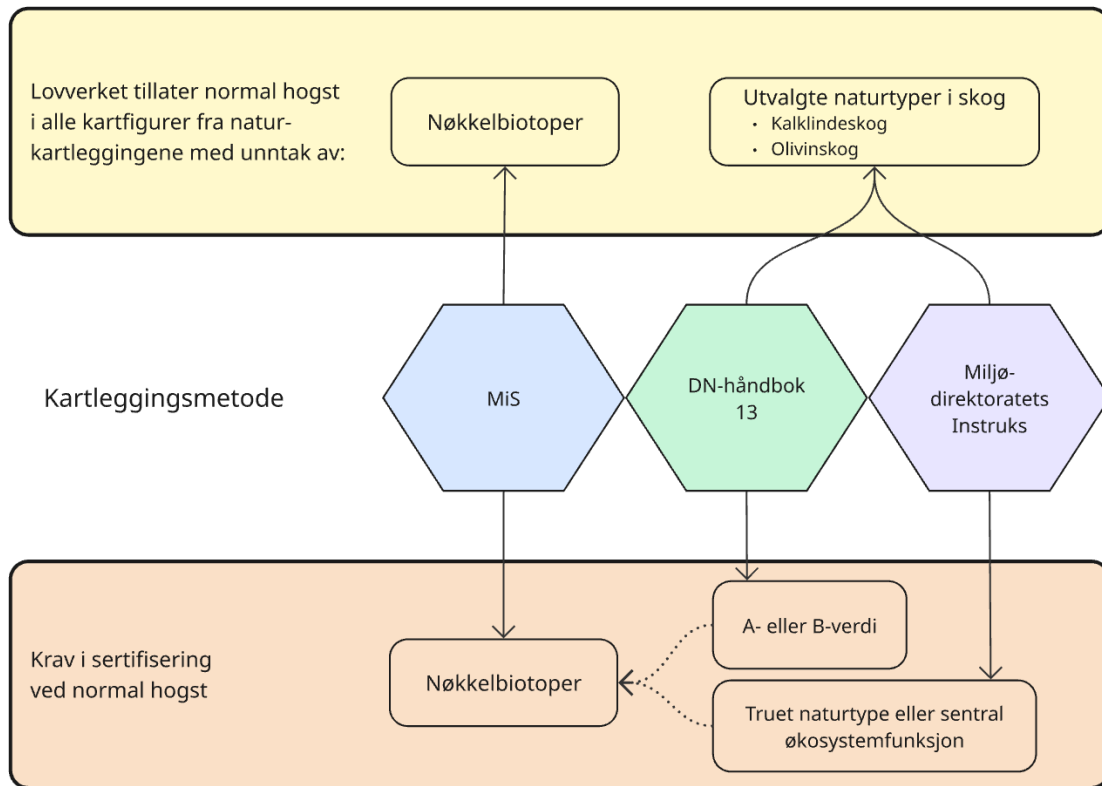 Lovverket tillater normal hogst
i alle kartfigurer fra natur-
kartleggingene med unntak av:
Nøkkelbiotoper
Utvalgte naturtyper i skog
• Kalklindeskog
• Olivinskog
Kartleggingsmetode
MiS
DN-håndbok
13
Miljø-
direktoratets
Instruks
Krav i sertifisering
ved normal hogst
Nøkkelbiotoper
A- eller B-verdi
Truet naturtype eller sentral
økosystemfunksjon